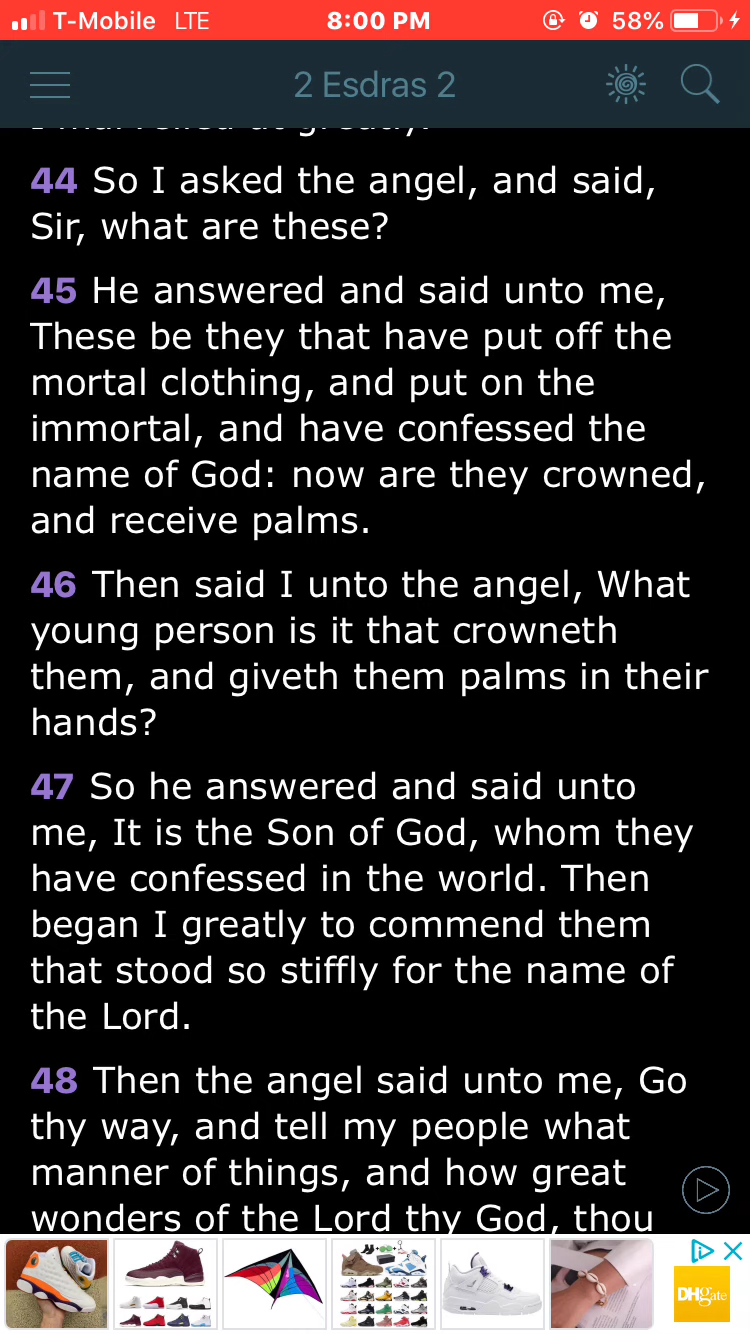 T-Mobile LTE 8:00 PM 58%
2 Esdras 2
44 So I asked the angel, and said,
Sir, what are these?
45 He answered and said unto me,
These be they that have put off the
mortal clothing, and put on the
immortal, and have confessed the
name of God: now are they crowned,
and receive palms.
46 Then said I unto the angel, What
young person is it that crowneth
them, and giveth them palms in their
hands?
47 So he answered and said unto
me, It is the Son of God, whom they
have confessed in the world. Then
began I greatly to commend them
that stood so stiffly for the name of
the Lord.
48 Then the angel said unto me, Go
thy way, and tell my people what
manner of things, and how great
wonders of the Lord thy God, thou
DHgate